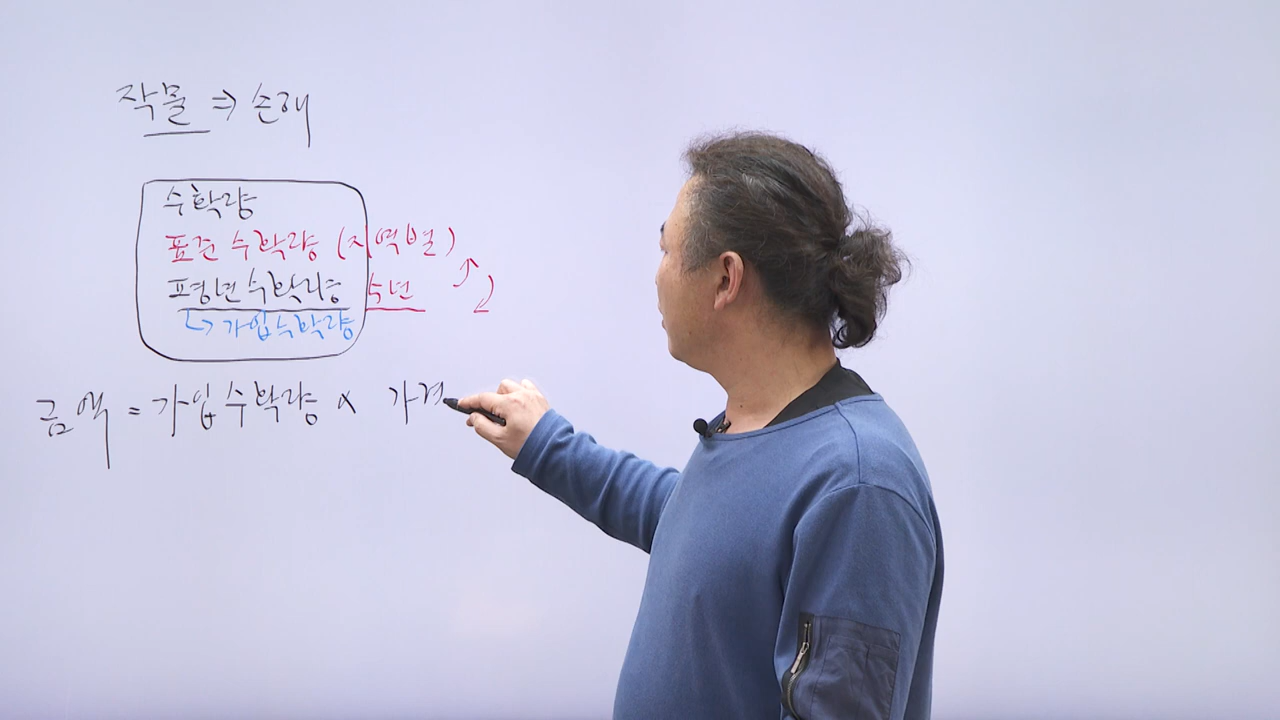 작물 ⇒ 손해
수확량
표준 수확량 (지역별)
평년 수확량 5년
↳ 가입수확량
금액 = 가입수확량 × 가격